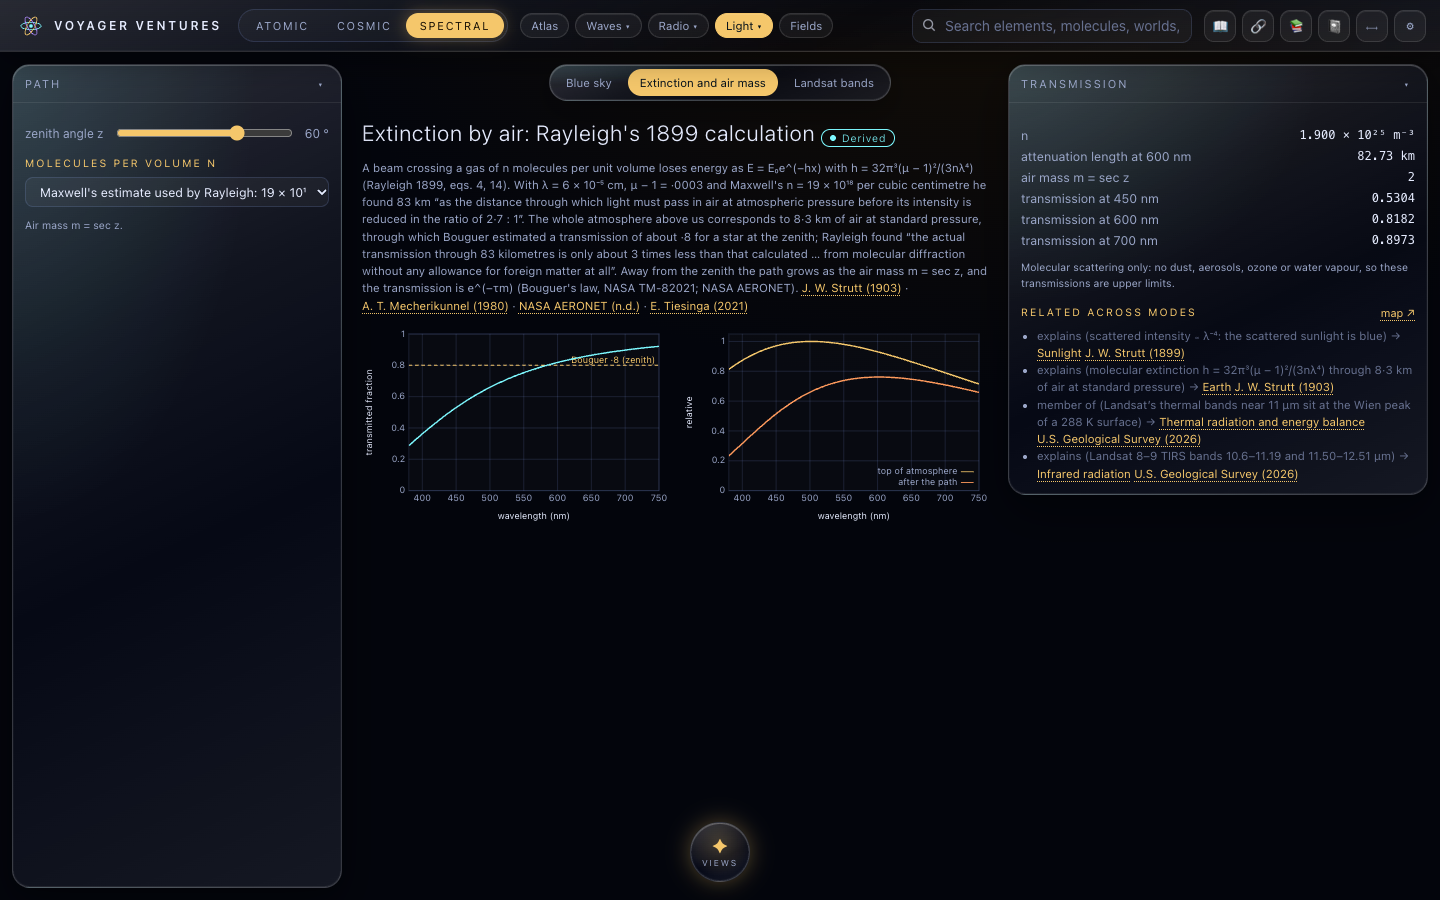 VOYAGER VENTURES
ATOMIC COSMIC SPECTRAL
Atlas Waves ▾ Radio ▾ Light ▾ Fields
Search elements, molecules, worlds,
PATH
zenith angle z 60 °
MOLECULES PER VOLUME N
Maxwell's estimate used by Rayleigh: 19 × 10¹
Air mass m = sec z.
Blue sky Extinction and air mass Landsat bands
Extinction by air: Rayleigh's 1899 calculation Derived
A beam crossing a gas of n molecules per unit volume loses energy as E = E₀e^(−hx) with h = 32π³(μ − 1)²/(3nλ⁴)
(Rayleigh 1899, eqs. 4, 14). With λ = 6 × 10⁻⁵ cm, μ − 1 = ·0003 and Maxwell's n = 19 × 10¹⁸ per cubic centimetre he
found 83 km “as the distance through which light must pass in air at atmospheric pressure before its intensity is
reduced in the ratio of 2·7 : 1”. The whole atmosphere above us corresponds to 8·3 km of air at standard pressure,
through which Bouguer estimated a transmission of about ·8 for a star at the zenith; Rayleigh found “the actual
transmission through 83 kilometres is only about 3 times less than that calculated … from molecular diffraction
without any allowance for foreign matter at all”. Away from the zenith the path grows as the air mass m = sec z, and
the transmission is e^(−τm) (Bouguer's law, NASA TM-82021; NASA AERONET). J. W. Strutt (1903) ·
A. T. Mecherikunnel (1980) · NASA AERONET (n.d.) · E. Tiesinga (2021)
1
0.8
0.6
0.4
0.2
0
transmitted fraction
Bouguer ·8 (zenith)
400 450 500 550 600 650 700 750
wavelength (nm)
1
0.8
0.6
0.4
0.2
0
relative
top of atmosphere
after the path
400 450 500 550 600 650 700 750
wavelength (nm)
TRANSMISSION
n 1.900 × 10²⁵ m⁻³
attenuation length at 600 nm 82.73 km
air mass m = sec z 2
transmission at 450 nm 0.5304
transmission at 600 nm 0.8182
transmission at 700 nm 0.8973
Molecular scattering only: no dust, aerosols, ozone or water vapour, so these
transmissions are upper limits.
RELATED ACROSS MODES map ↗
explains (scattered intensity ∝ λ⁻⁴: the scattered sunlight is blue) →
Sunlight J. W. Strutt (1899)
explains (molecular extinction h = 32π³(μ − 1)²/(3nλ⁴) through 8·3 km
of air at standard pressure) → Earth J. W. Strutt (1903)
member of (Landsat's thermal bands near 11 μm sit at the Wien peak
of a 288 K surface) → Thermal radiation and energy balance
U.S. Geological Survey (2026)
explains (Landsat 8–9 TIRS bands 10.6–11.19 and 11.50–12.51 μm) →
Infrared radiation U.S. Geological Survey (2026)
VIEWS